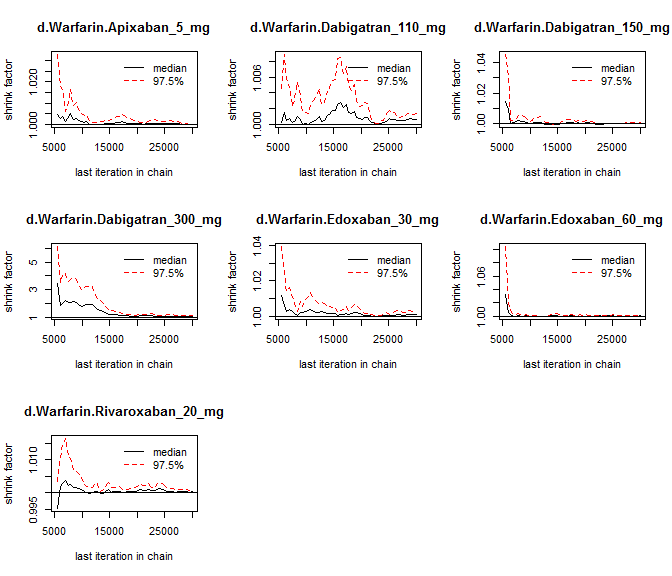 d.Warfarin.Apixaban_5_mg
shrink factor
1.000
1.020
median
97.5%
5000 15000 25000
last iteration in chain
d.Warfarin.Dabigatran_110_mg
shrink factor
1.000
1.006
median
97.5%
5000 15000 25000
last iteration in chain
d.Warfarin.Dabigatran_150_mg
shrink factor
1.00
1.02
1.04
median
97.5%
5000 15000 25000
last iteration in chain
d.Warfarin.Dabigatran_300_mg
shrink factor
1
3
5
median
97.5%
5000 15000 25000
last iteration in chain
d.Warfarin.Edoxaban_30_mg
shrink factor
1.00
1.02
1.04
median
97.5%
5000 15000 25000
last iteration in chain
d.Warfarin.Edoxaban_60_mg
shrink factor
1.00
1.06
median
97.5%
5000 15000 25000
last iteration in chain
d.Warfarin.Rivaroxaban_20_mg
shrink factor
0.995
1.010
median
97.5%
5000 15000 25000
last iteration in chain